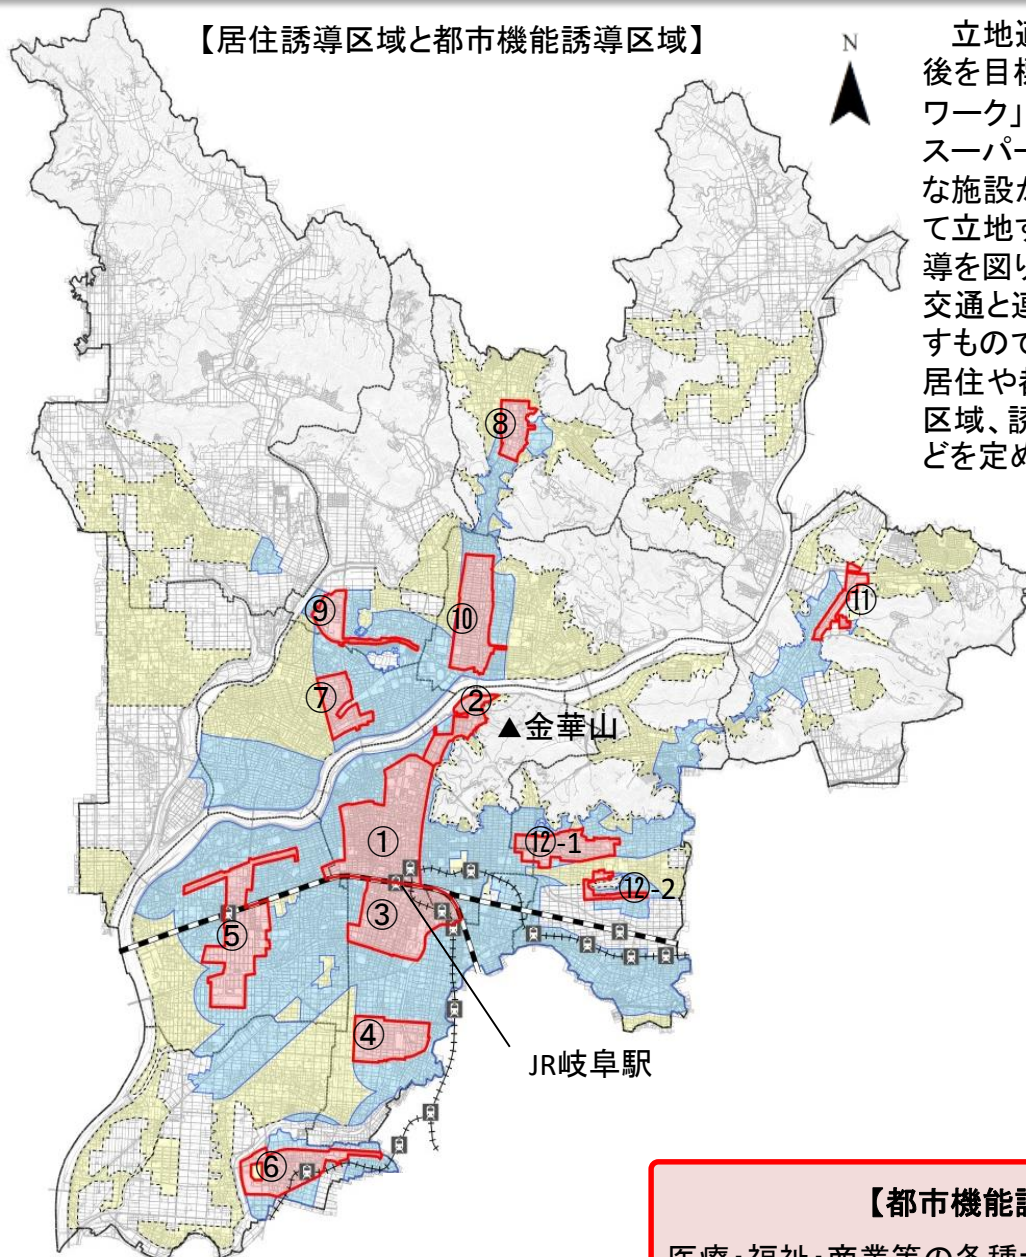 【居住誘導区域と都市機能誘導区域】
N
立地適
後を目標
ワーク」
スーパー
な施設が
て立地す
導を図り
交通と連
すもので
居住や都
区域、誘
どを定め
⑧
⑨
⑩
⑪
⑦
②
▲金華山
①
⑫-1
⑫-2
③
⑤
④
JR岐阜駅
⑥
【都市機能誘
医療・福祉・商業等の各種